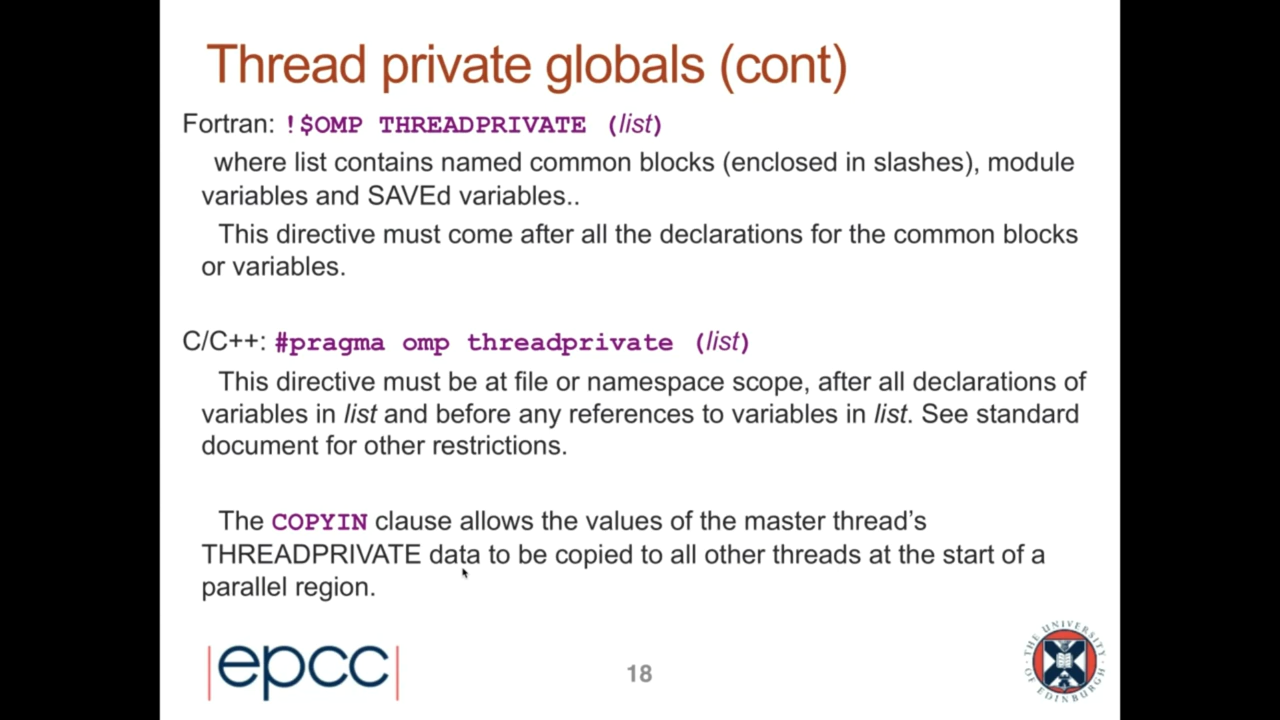 Thread private globals (cont)
Fortran: !$OMP THREADPRIVATE (list)
where list contains named common blocks (enclosed in slashes), module
variables and SAVEd variables..
This directive must come after all the declarations for the common blocks
or variables.
C/C++: #pragma omp threadprivate (list)
This directive must be at file or namespace scope, after all declarations of
variables in list and before any references to variables in list. See standard
document for other restrictions.
The COPYIN clause allows the values of the master thread's
THREADPRIVATE data to be copied to all other threads at the start of a
parallel region.
|epcc|
18
THE UNIVERSITY OF EDINBURGH